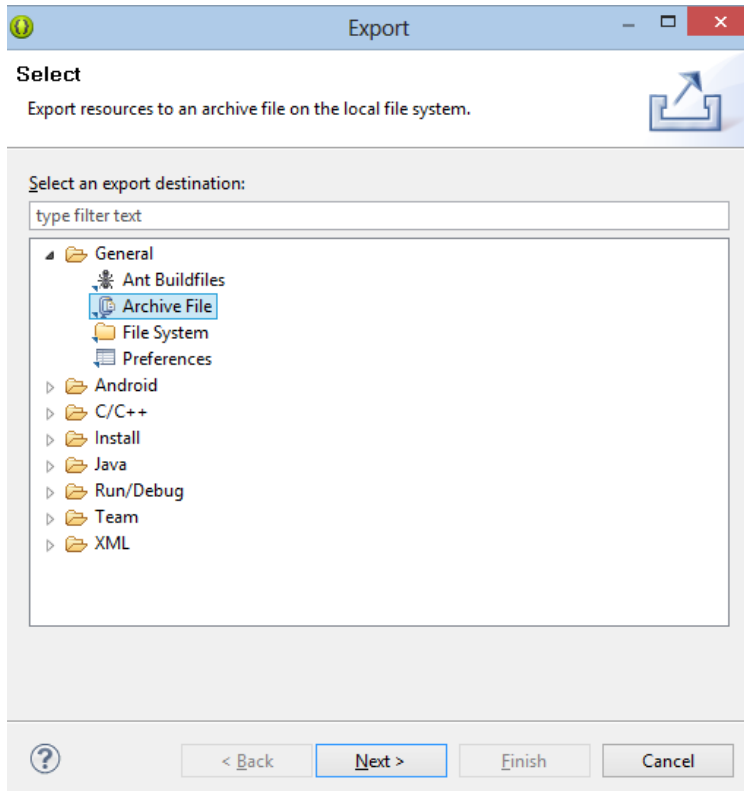 Export
Select
Export resources to an archive file on the local file system.
Select an export destination:
type filter text
General
Ant Buildfiles
Archive File
File System
Preferences
Android
C/C++
Install
Java
Run/Debug
Team
XML
< Back Next > Finish Cancel